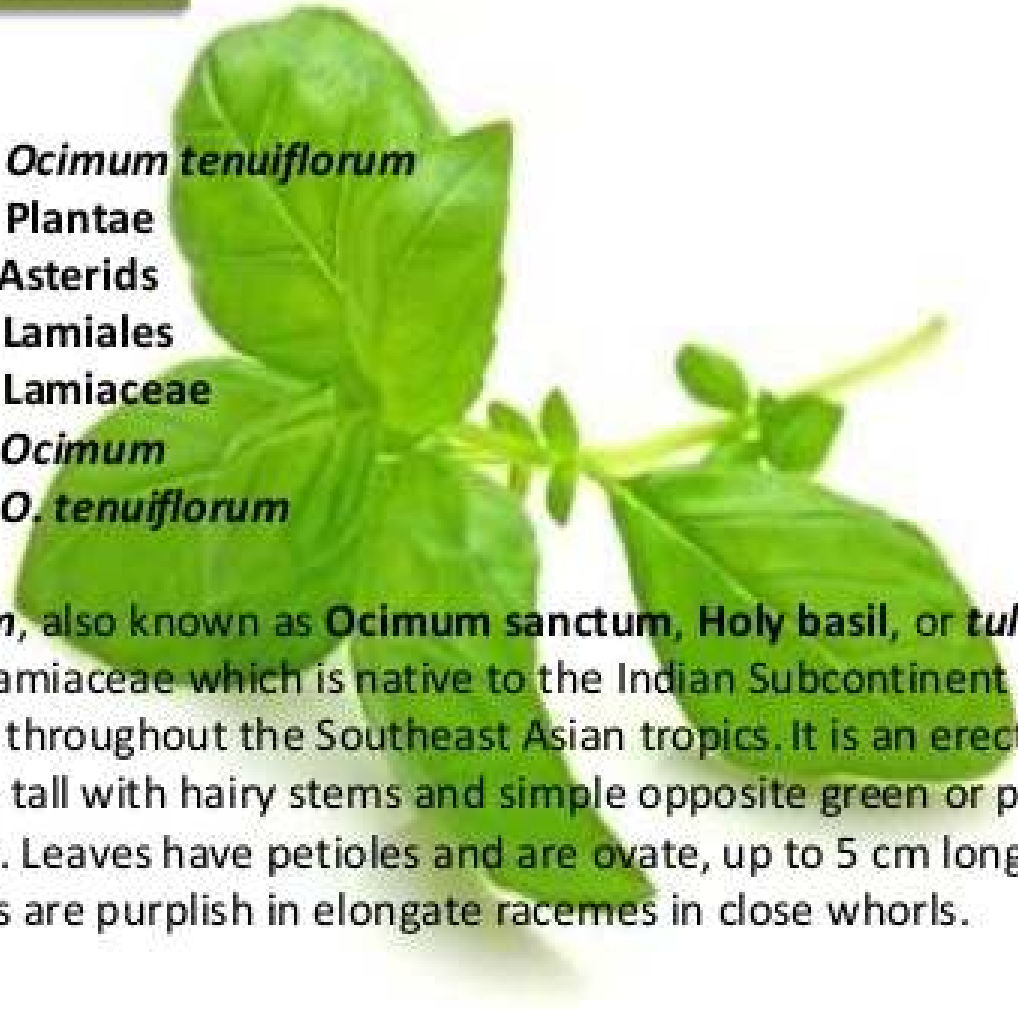 Ocimum tenuiflorum
Plantae
Asterids
Lamiales
Lamiaceae
Ocimum
O. tenuiflorum
, also known as Ocimum sanctum, Holy basil, or tul
amiaceae which is native to the Indian Subcontinent
throughout the Southeast Asian tropics. It is an erect
tall with hairy stems and simple opposite green or p
. Leaves have petioles and are ovate, up to 5 cm long
s are purplish in elongate racemes in close whorls.